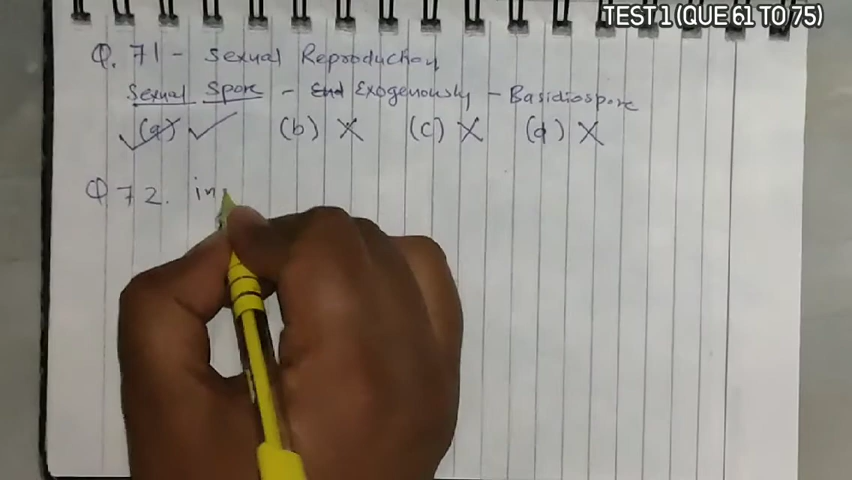 TEST 1 (QUE 61 TO 75)
Q. 71 - Sexual Reproduction
Sexual Spore - End Exogenously - Basidiospore
(a) ✓ (b) X (c) X (d) X
Q 72. in